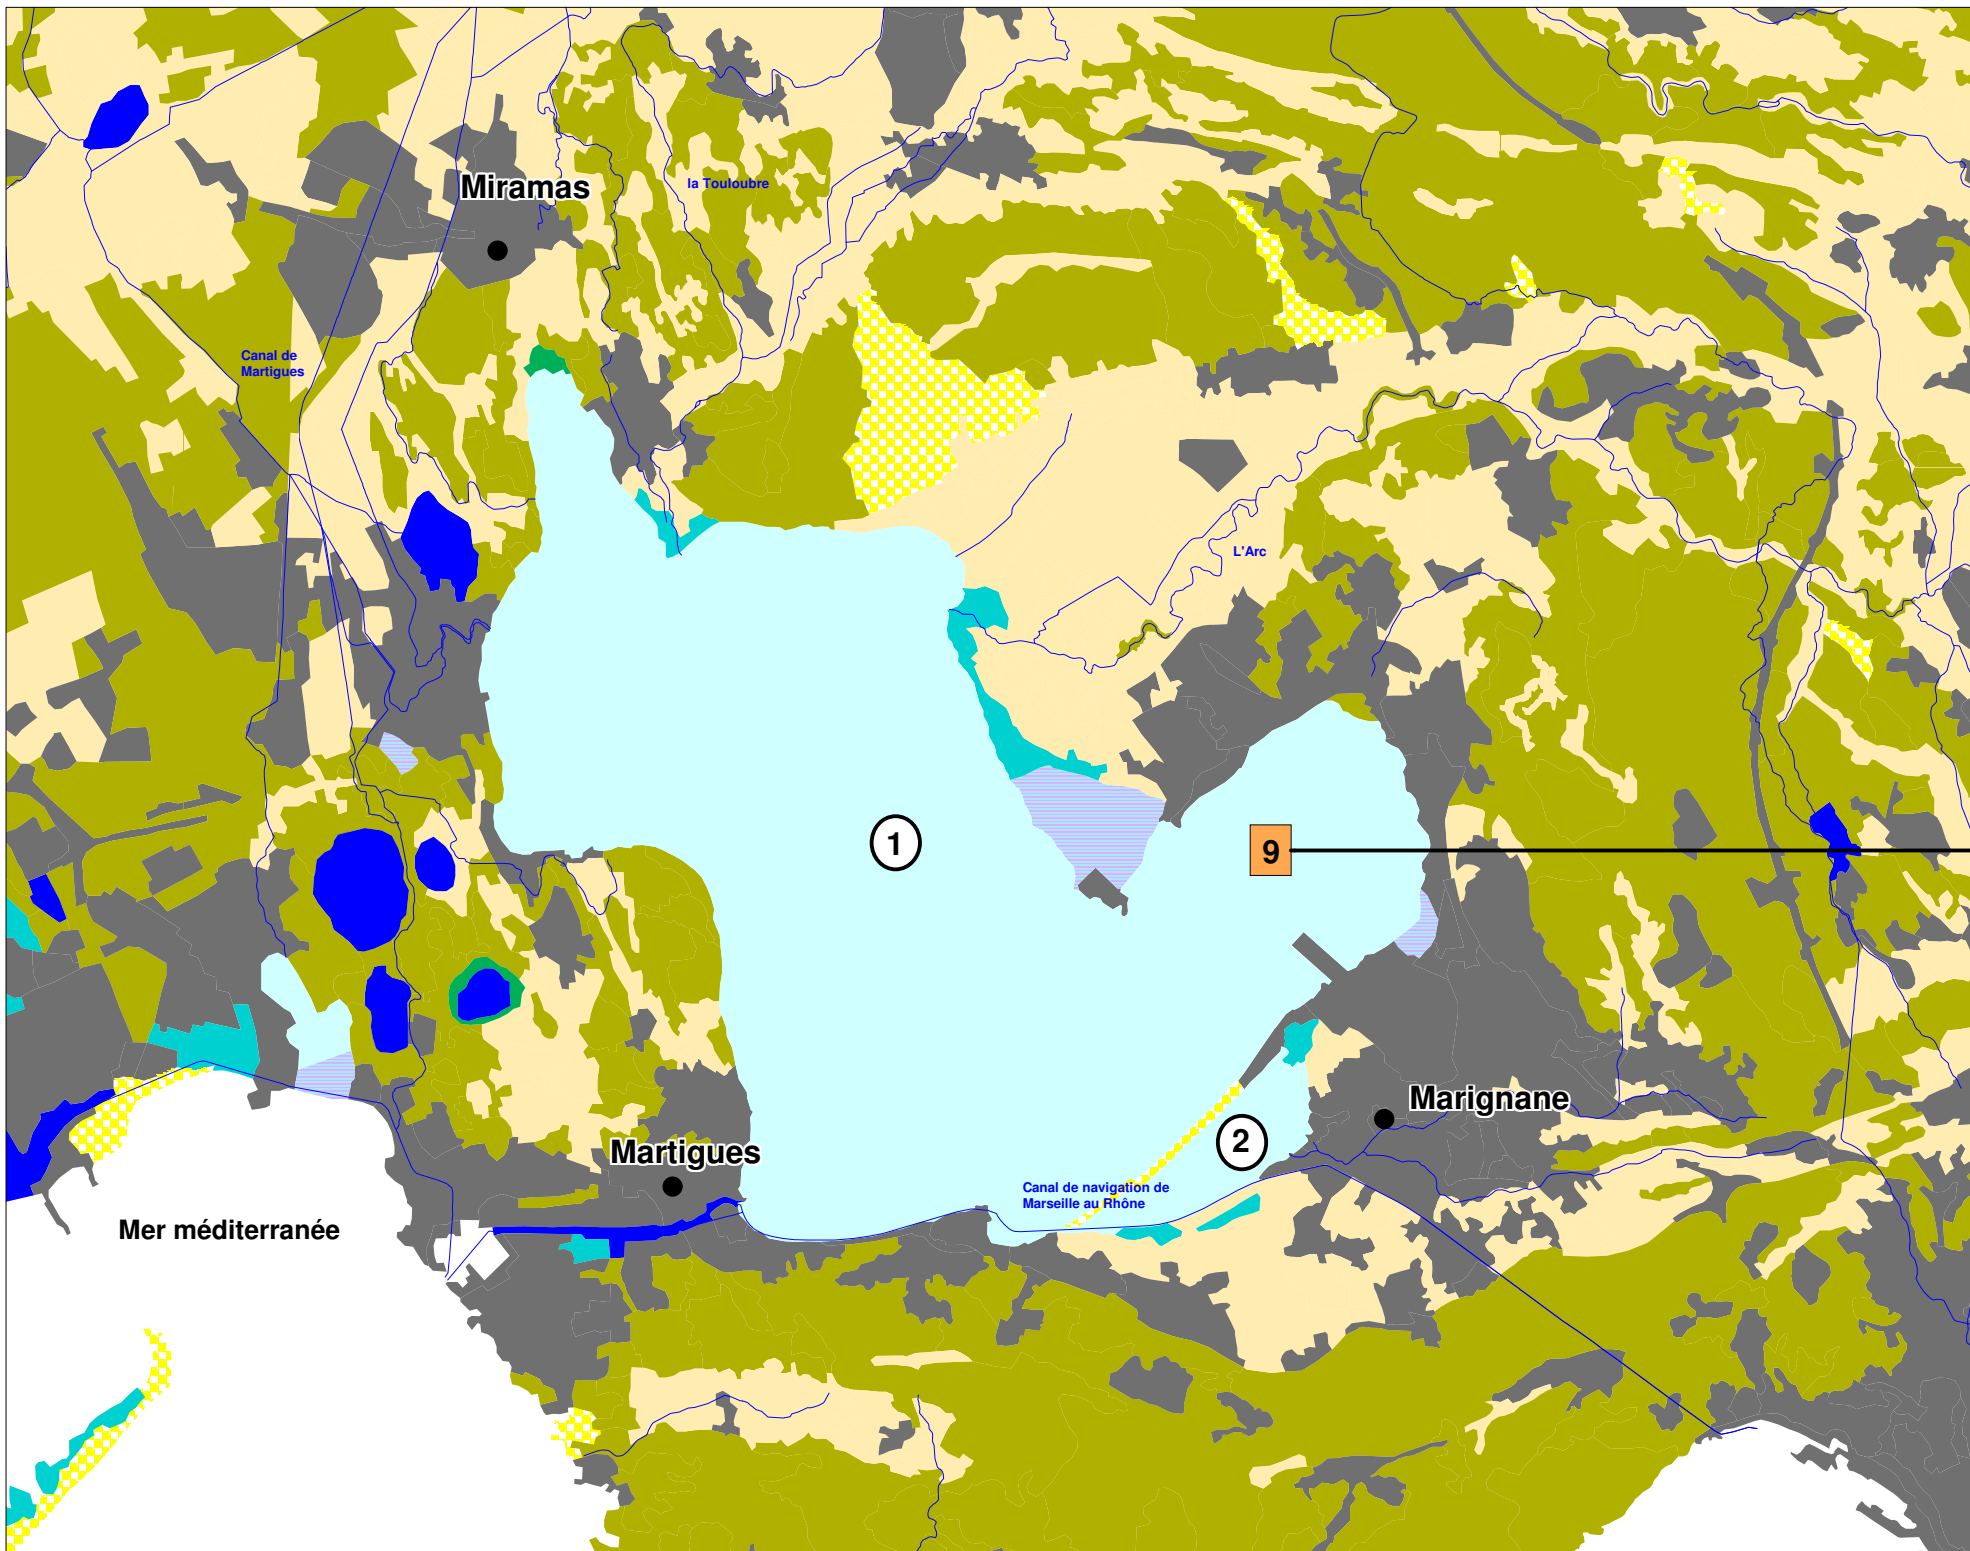 Miramas
la Touloubre
Canal de
Martigues
L'Arc
1
9
Marignane
2
Martigues
Canal de navigation de
Marseille au Rhône
Mer méditerranée